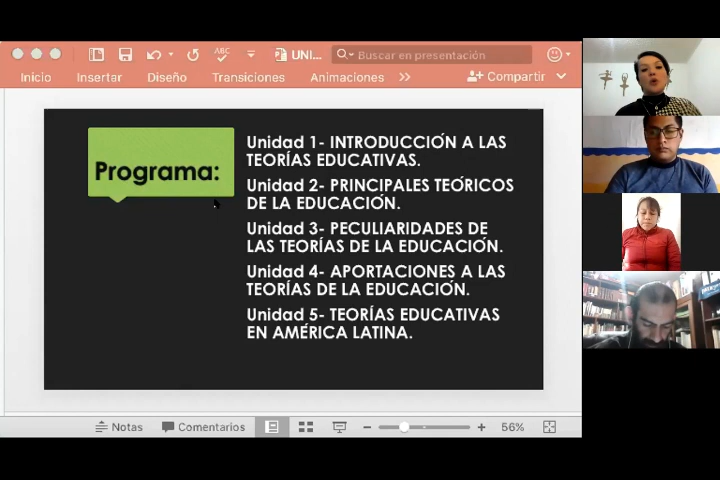 ABC
UNI...
Buscar en presentación
Inicio
Insertar
Diseño
Transiciones
Animaciones
Compartir
Programa:
Unidad 1- INTRODUCCIÓN A LAS
TEORÍAS EDUCATIVAS.
Unidad 2- PRINCIPALES TEÓRICOS
DE LA EDUCACIÓN.
Unidad 3- PECULIARIDADES DE
LAS TEORÍAS DE LA EDUCACIÓN.
Unidad 4- APORTACIONES A LAS
TEORÍAS DE LA EDUCACIÓN.
Unidad 5- TEORÍAS EDUCATIVAS
EN AMÉRICA LATINA.
Notas
Comentarios
56%